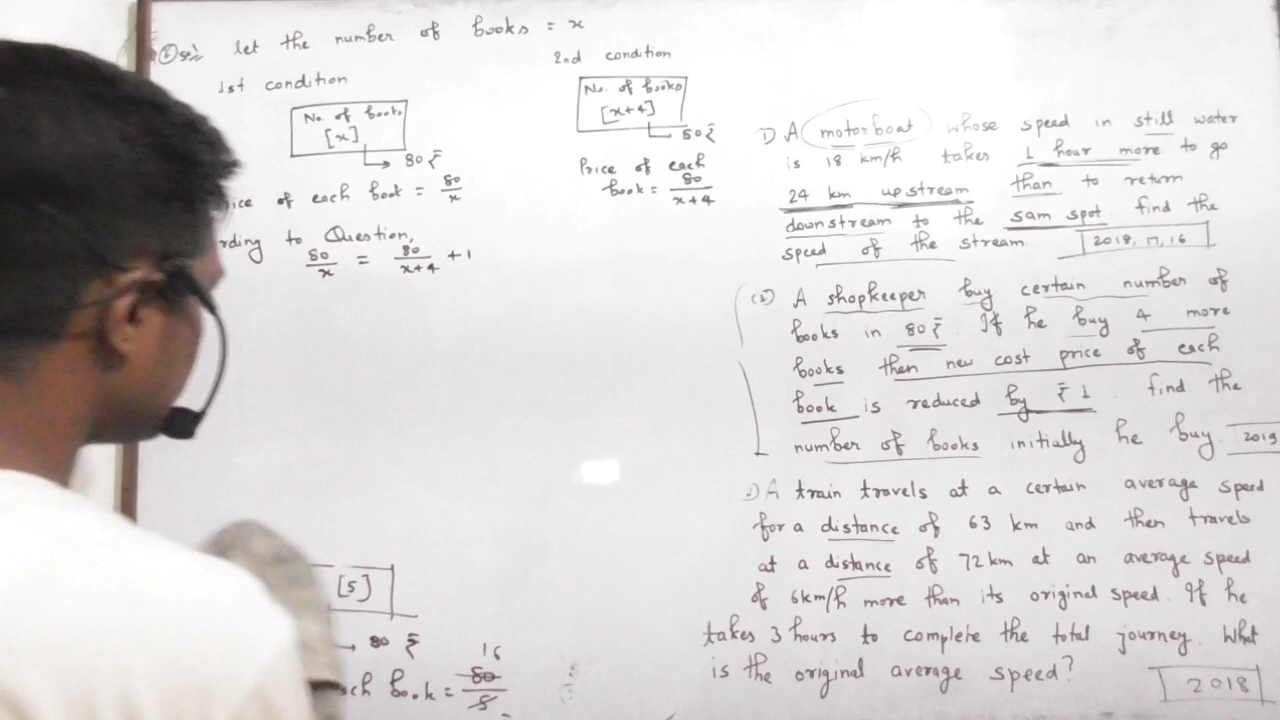 ② Solⁿ: let the number of books = x
1st condition
No. of books
[x]
→ 80 ₹
Price of each book = 80/x
rding to Question,
80/x = 80/x+4 + 1
2nd condition
No. of books
[x+4]
→ 80 ₹
Price of each
book = 80/x+4
[5]
→ 80 ₹
ch book = 80/5
16
1) A motorboat whose speed in still water
is 18 km/h takes 1 hour more to go
24 km upstream than to return
downstream to the sam spot. find the
speed of the stream 2018, 17, 16
(2) A shopkeeper buy certain number of
books in 80 ₹. If he buy 4 more
books then new cost price of each
book is reduced by ₹ 1 find the
number of books initially he buy. 2019
A train travels at a certain average speed
for a distance of 63 km and then travels
at a distance of 72 km at an average speed
of 6km/h more than its original speed. If he
takes 3 hours to complete the total journey. What
is the original average speed? 2018